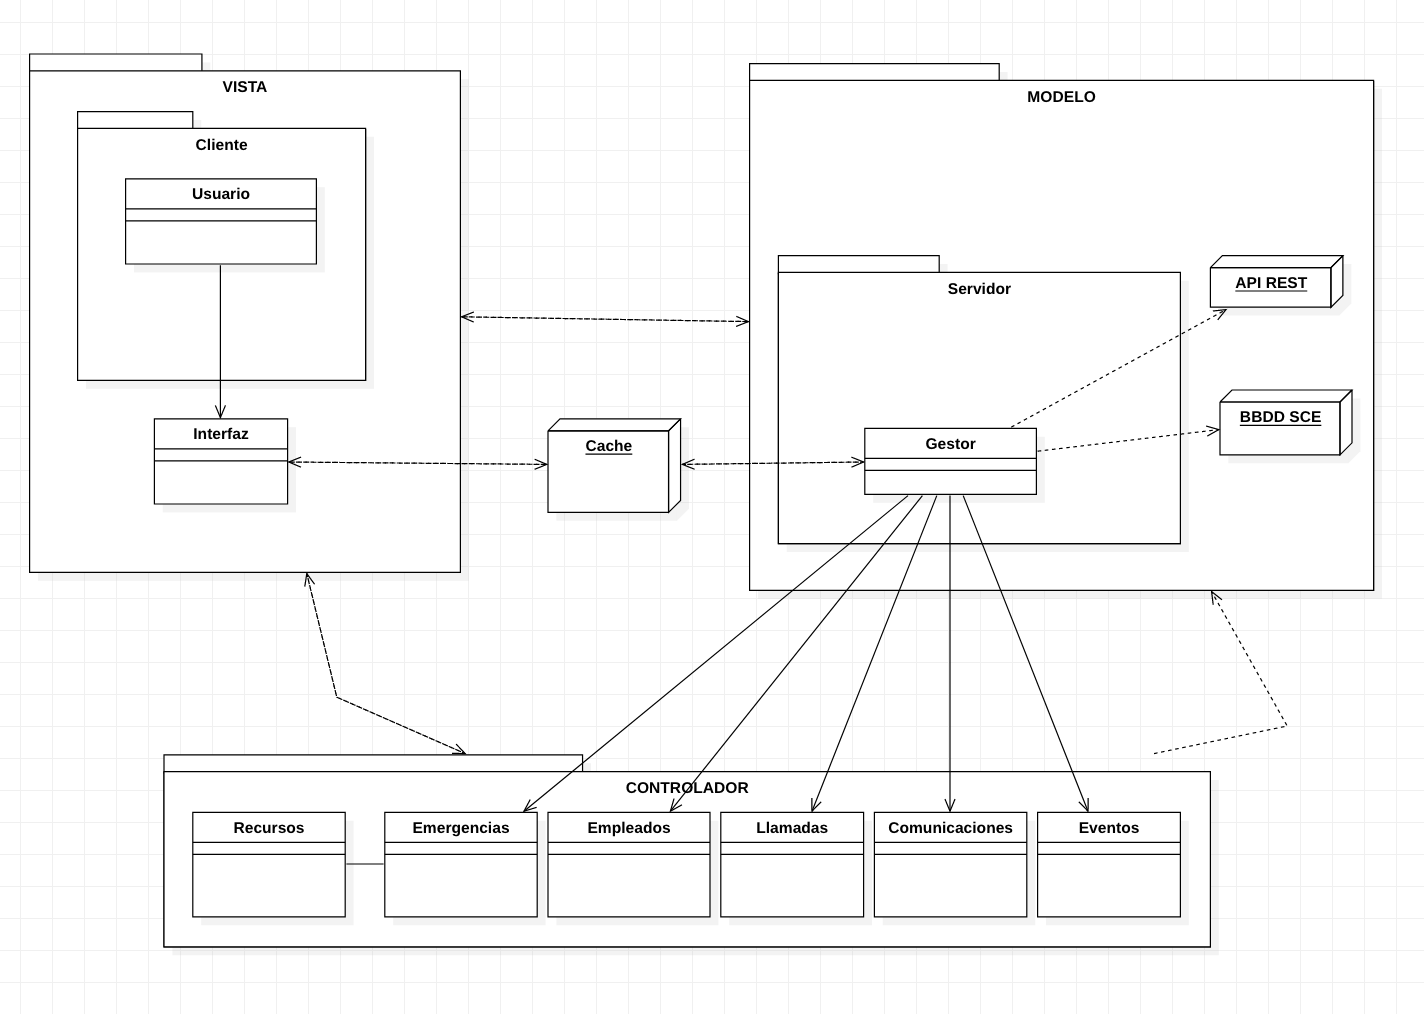 VISTA
Cliente
Usuario
Interfaz
Cache
MODELO
Servidor
API REST
BBDD SCE
Gestor
CONTROLADOR
Recursos
Emergencias
Empleados
Llamadas
Comunicaciones
Eventos